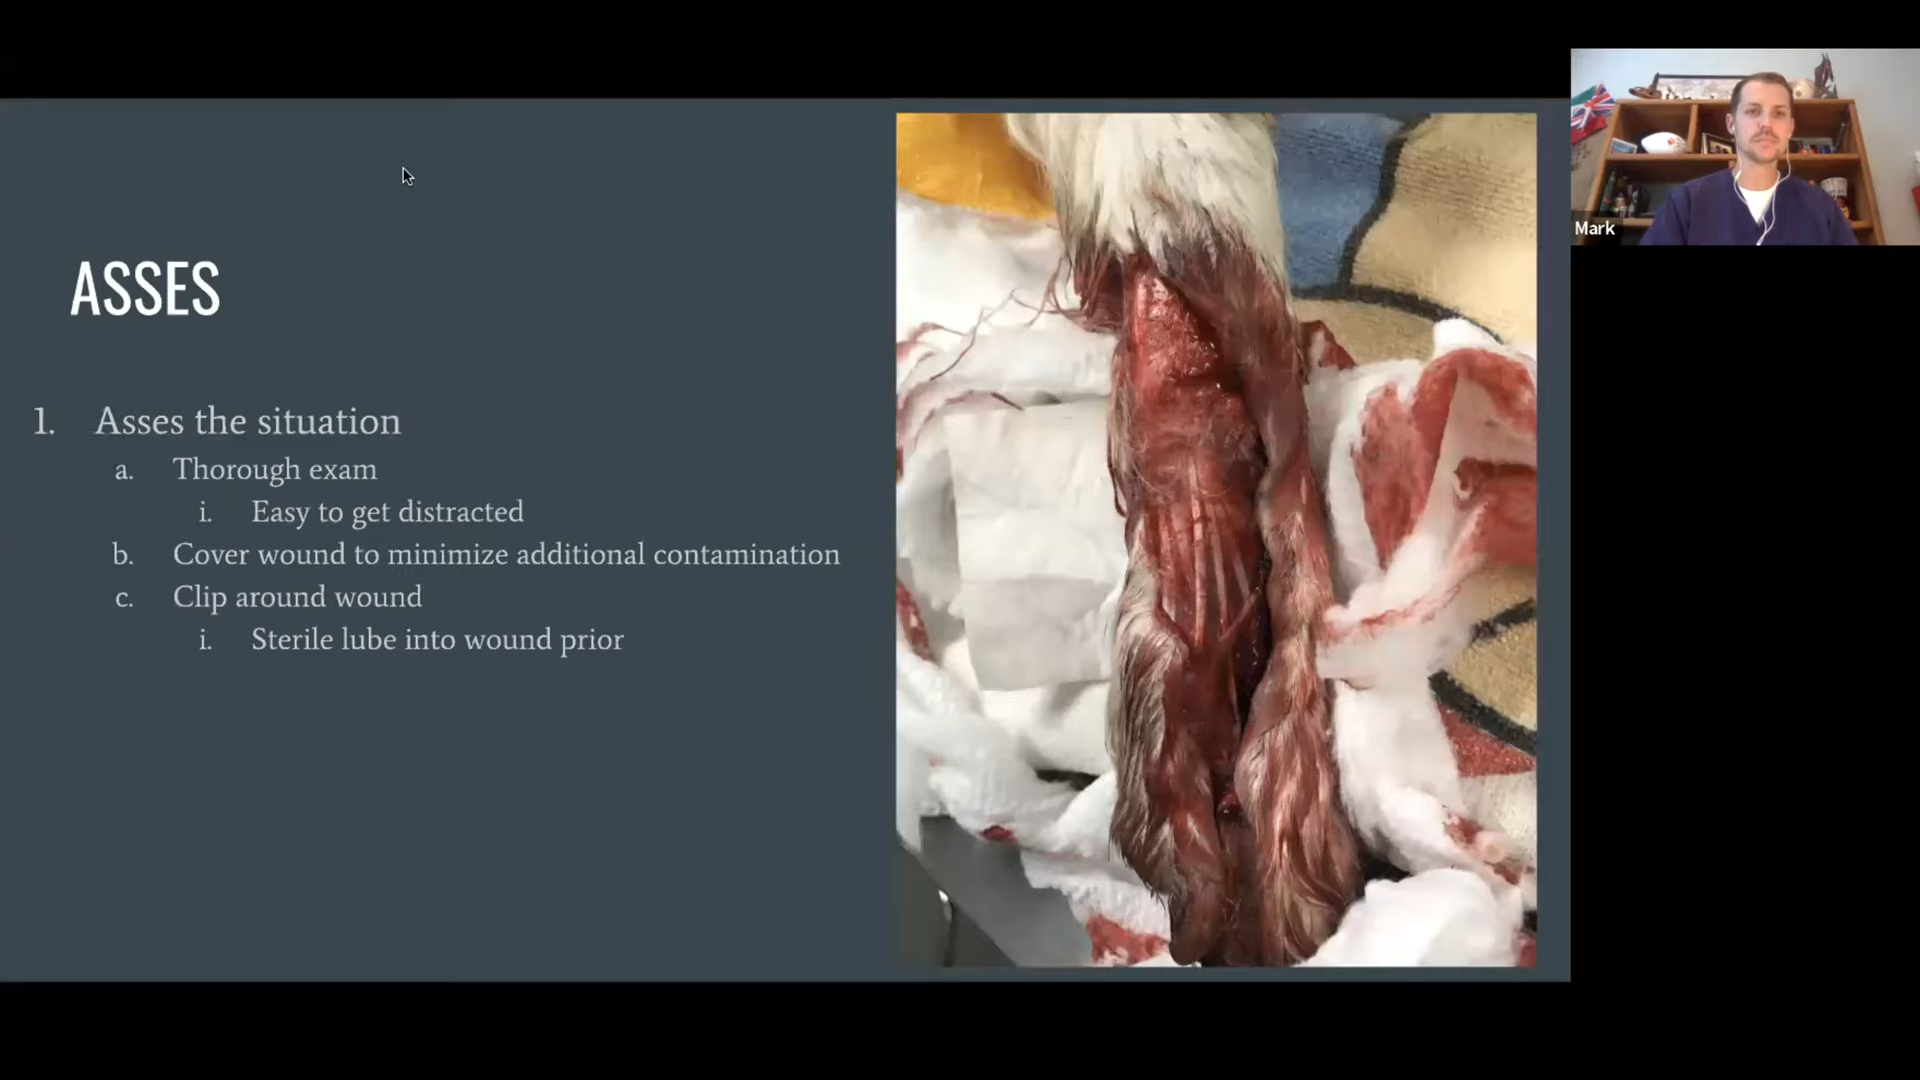 ASSES
1. Asses the situation
a. Thorough exam
i. Easy to get distracted
b. Cover wound to minimize additional contamination
c. Clip around wound
i. Sterile lube into wound prior
Mark